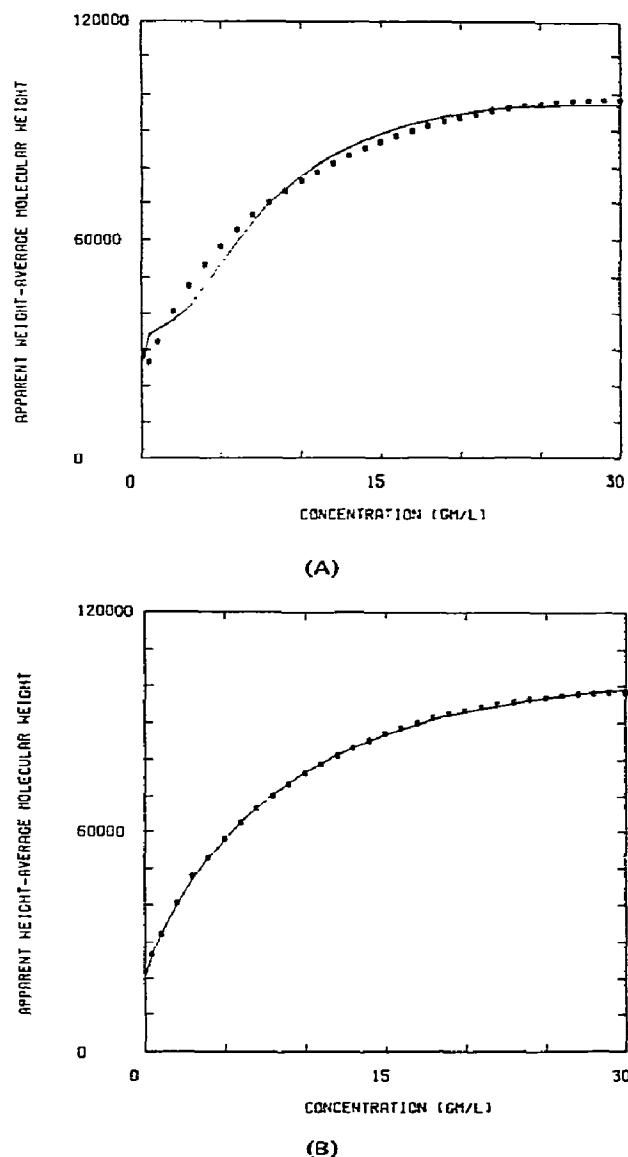 120000
APPARENT WEIGHT-AVERAGE MOLECULAR WEIGHT
60000
0
0
15
30
CONCENTRATION (GM/L)
(A)
120000
APPARENT WEIGHT-AVERAGE MOLECULAR WEIGHT
60000
0
0
15
30
CONCENTRATION (GM/L)
(B)